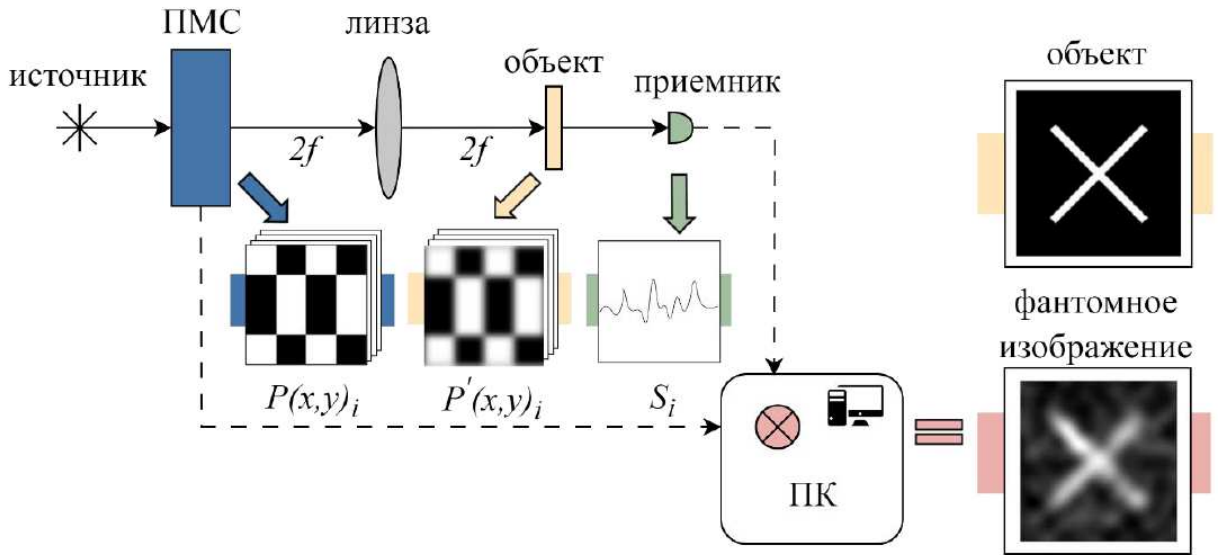 ПМС
линза
объект
источник
приемник
объект
2f
2f
фантомное
изображение
P(x,y)i
P'(x,y)i
Si
ПК